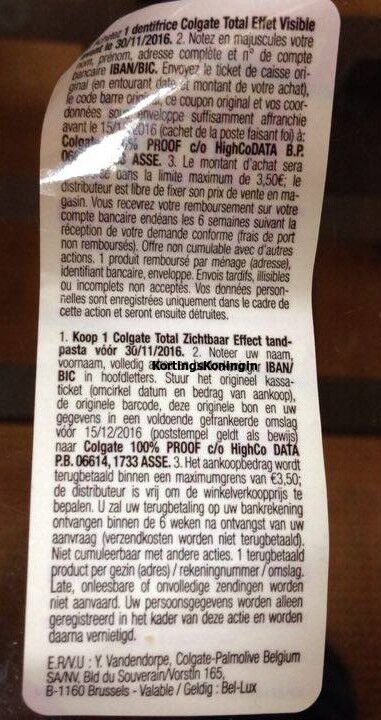 1 dentifrice Colgate Total Effet Visible
le 30/11/2016. 2. Notez en majuscules votre
nom, prénom, adresse complète et n° de compte
bancaire IBAN/BIC. Envoyez le ticket de caisse ori-
ginal (en entourant date et montant de votre achat),
le code barre original, ce coupon original et vos coor-
données sous enveloppe suffisamment affranchie
avant le 15/12/2016 (cachet de la poste faisant foi) à:
Colgate 100% PROOF c/o HighCoDATA B.P.
ASSE. 3. Le montant d'achat sera
dans la limite maximum de 3,50€; le
distributeur est libre de fixer son prix de vente en ma-
gasin. Vous recevrez votre remboursement sur votre
compte bancaire endéans les 6 semaines suivant la
réception de votre demande conforme (frais de port
non remboursés). Offre non cumulable avec d'autres
actions. 1 produit remboursé par ménage (adresse),
identifiant bancaire, enveloppe. Envois tardifs, illisibles
ou incomplets non acceptés. Vos données person-
nelles sont enregistrées uniquement dans le cadre de
cette action et seront ensuite détruites.
1. Koop 1 Colgate Total Zichtbaar Effect tand-
pasta vóór 30/11/2016. 2. Noteer uw naam,
voornaam, volledig KortingsKoningin IBAN/
BIC in hoofdletters. Stuur het origineel kassa-
ticket (omcirkel datum en bedrag van aankoop),
de originele barcode, deze originele bon en uw
gegevens in een voldoende gefrankeerde omslag
vóór 15/12/2016 (poststempel geldt als bewijs)
naar Colgate 100% PROOF c/o HighCo DATA
P.B. 06614, 1733 ASSE. 3. Het aankoopbedrag wordt
terugbetaald binnen een maximumgrens van €3,50;
de distributeur is vrij om de winkelverkoopprijs te
bepalen. U zal uw terugbetaling op uw bankrekening
ontvangen binnen de 6 weken na ontvangst van uw
aanvraag (verzendkosten worden niet terugbetaald).
Niet cumuleerbaar met andere acties. 1 terugbetaald
product per gezin (adres) / rekeningnummer / omslag.
Late, onleesbare of onvolledige zendingen worden
niet aanvaard. Uw persoonsgegevens worden alleen
geregistreerd in het kader van deze actie en worden
daarna vernietigd.
E.R/V.U : Y. Vandendorpe, Colgate-Palmolive Belgium
SA/NV. Bld du Souverain/Vorstln 165,
B-1160 Brussels - Valable / Geldig : Bel-Lux